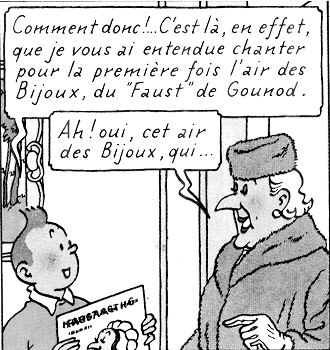 Comment donc!... C'est là, en effet,
que je vous ai entendue chanter
pour la première fois l'air des
Bijoux, du "Faust" de Gounod.
Ah! oui, cet air
des Bijoux, qui...